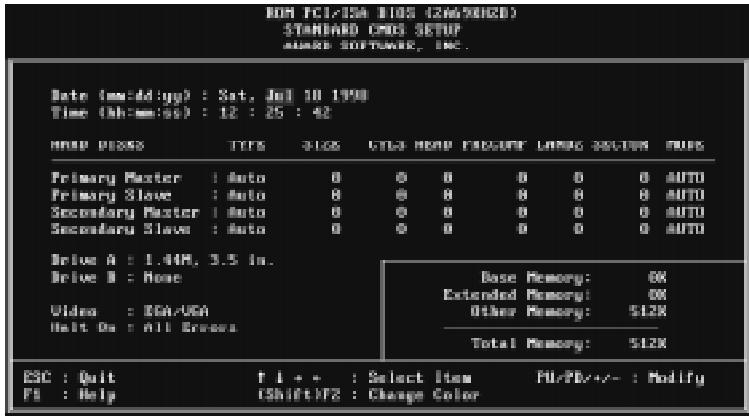 ROM PCI/ISA BIOS (2A69KHZD)
STANDARD CMOS SETUP
AWARD SOFTWARE, INC.
Date (mm:dd:yy) : Sat, Jul 18 1998
Time (hh:mm:ss) : 12 : 25 : 42
HARD DISKS TYPE SIZE CYLS HEAD PRECOMP LANDZ SECTOR MODE
Primary Master : Auto 0 0 0 0 0 0 AUTO
Primary Slave : Auto 0 0 0 0 0 0 AUTO
Secondary Master : Auto 0 0 0 0 0 0 AUTO
Secondary Slave : Auto 0 0 0 0 0 0 AUTO
Drive A : 1.44M, 3.5 in.
Drive B : None
Video : EGA/VGA
Halt On : All Errors
Base Memory: 0K
Extended Memory: 0K
Other Memory: 512K
Total Memory: 512K
ESC : Quit ↑ ↓ → ← : Select Item PU/PD/+/- : Modify
F1 : Help (Shift)F2 : Change Color